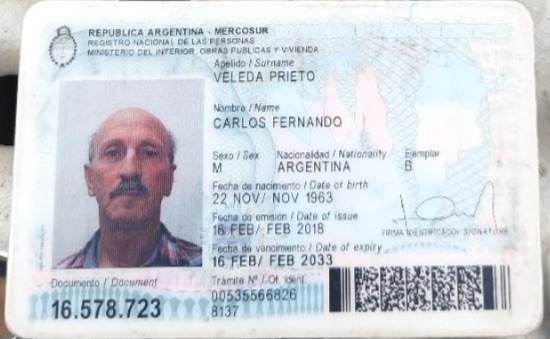 REPUBLICA ARGENTINA - MERCOSUR
REGISTRO NACIONAL DE LAS PERSONAS
MINISTERIO DEL INTERIOR, OBRAS PUBLICAS Y VIVIENDA
Apellido / Surname
VELEDA PRIETO
Nombre / Name
CARLOS FERNANDO
Sexo / Sex Nacionalidad / Nationality Ejemplar
M ARGENTINA B
Fecha de nacimiento / Date of birth
22 NOV/ NOV 1963
Fecha de emisión / Date of issue
16 FEB/ FEB 2018
FIRMA IDENTIFICADO / SIGNATURE
Fecha de vencimiento / Date of expiry
16 FEB/ FEB 2033
Documento / Document Trámite Nº / Of. ident.
16.578.723 00535566826
8137